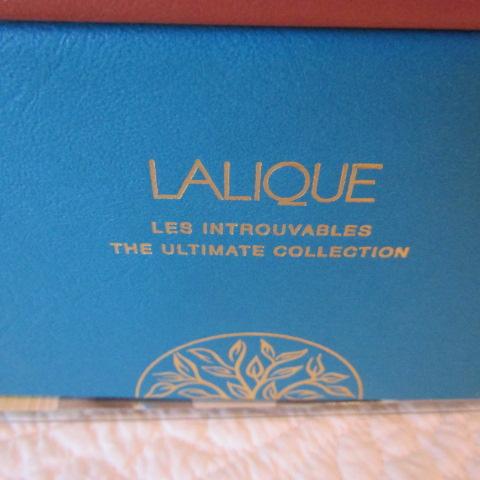 LALIQUE
LES INTROUVABLES
THE ULTIMATE COLLECTION